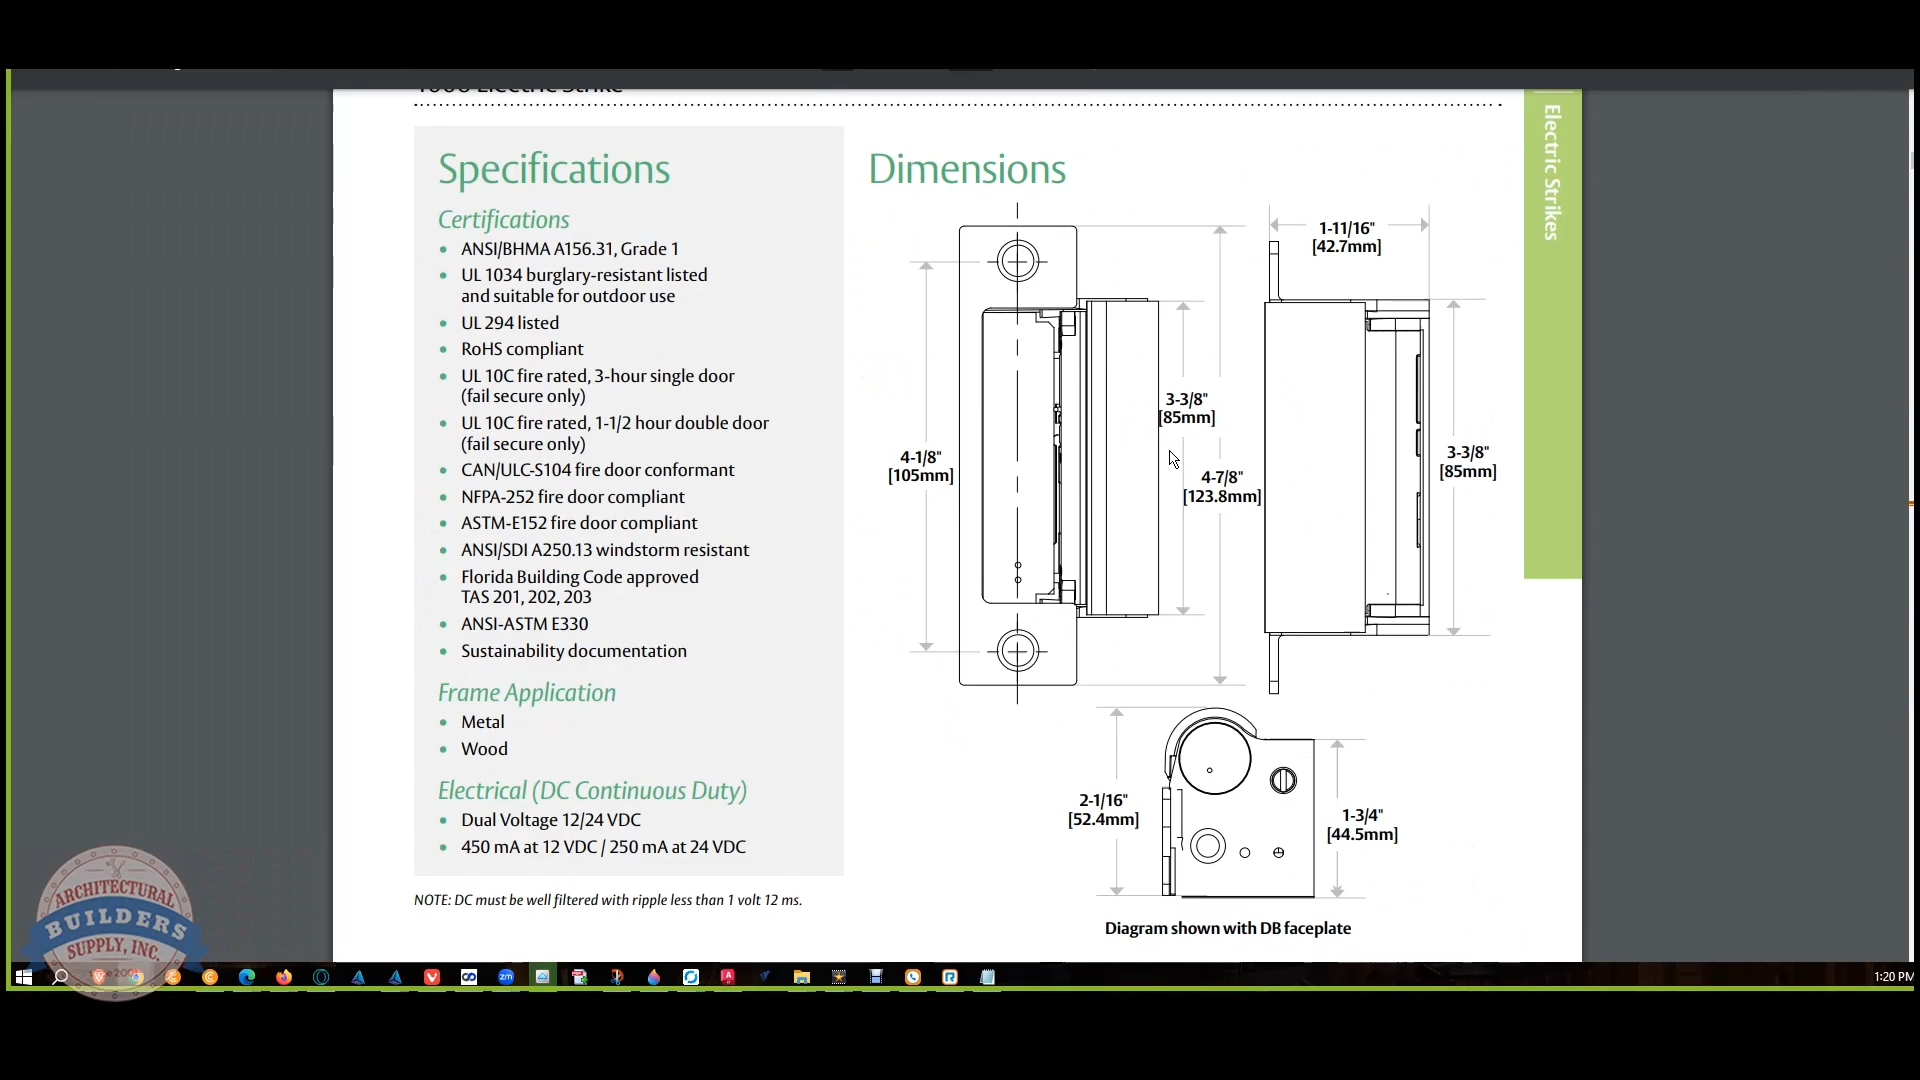 Electric Strike
Specifications
Certifications
• ANSI/BHMA A156.31, Grade 1
• UL 1034 burglary-resistant listed
and suitable for outdoor use
• UL 294 listed
• RoHS compliant
• UL 10C fire rated, 3-hour single door
(fail secure only)
• UL 10C fire rated, 1-1/2 hour double door
(fail secure only)
• CAN/ULC-S104 fire door conformant
• NFPA-252 fire door compliant
• ASTM-E152 fire door compliant
• ANSI/SDI A250.13 windstorm resistant
• Florida Building Code approved
TAS 201, 202, 203
• ANSI-ASTM E330
• Sustainability documentation
Frame Application
• Metal
• Wood
Electrical (DC Continuous Duty)
• Dual Voltage 12/24 VDC
• 450 mA at 12 VDC / 250 mA at 24 VDC
NOTE: DC must be well filtered with ripple less than 1 volt 12 ms.
Dimensions
1-11/16"
[42.7mm]
3-3/8"
[85mm]
4-1/8"
[105mm]
4-7/8"
[123.8mm]
3-3/8"
[85mm]
2-1/16"
[52.4mm]
1-3/4"
[44.5mm]
Diagram shown with DB faceplate
Electric Strikes
ARCHITECTURAL
BUILDERS
SUPPLY, INC.
1:20 PM